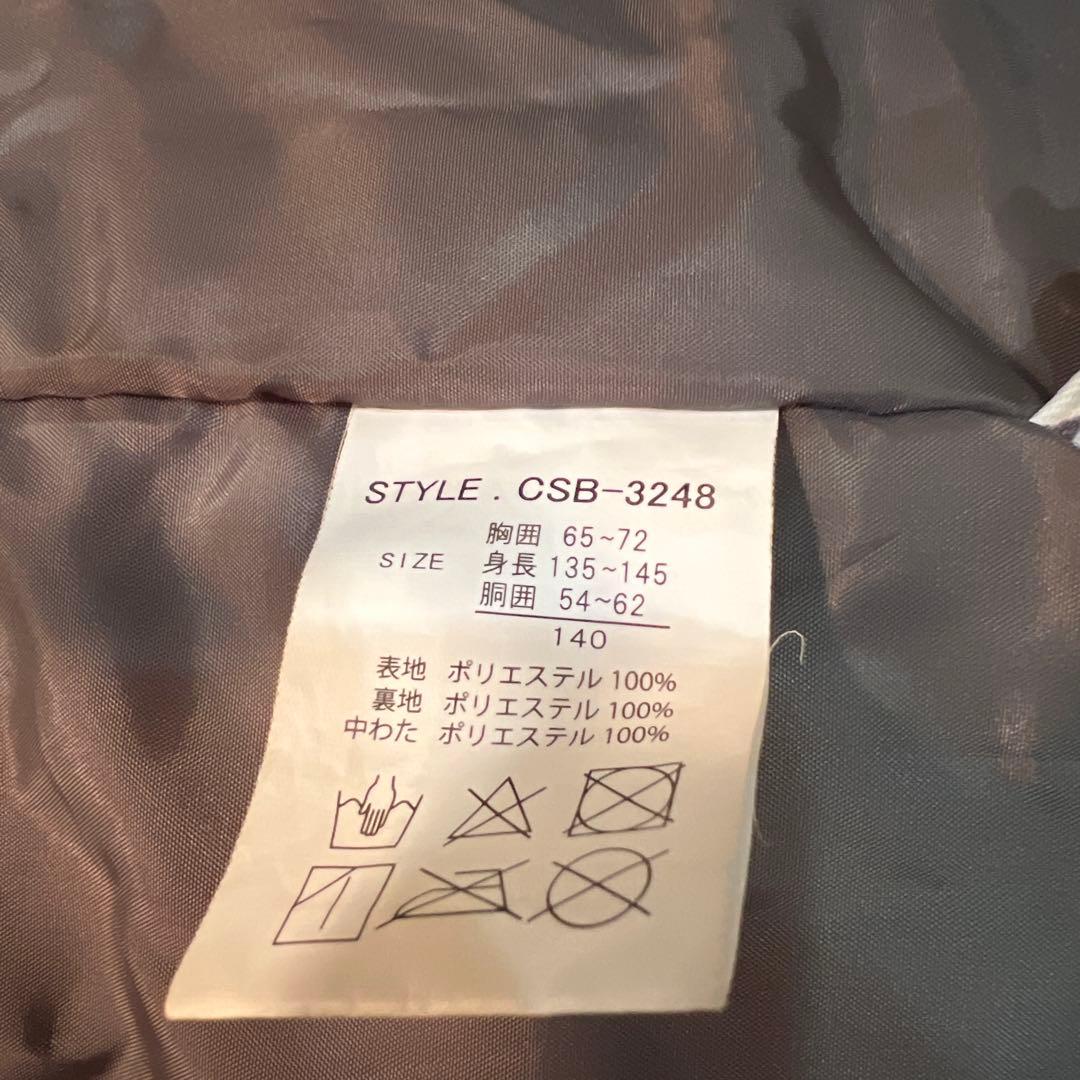 STYLE . CSB-3248
胸囲 65~72
SIZE 身長 135~145
胴囲 54~62
140
表地 ポリエステル 100%
裏地 ポリエステル 100%
中わた ポリエステル 100%